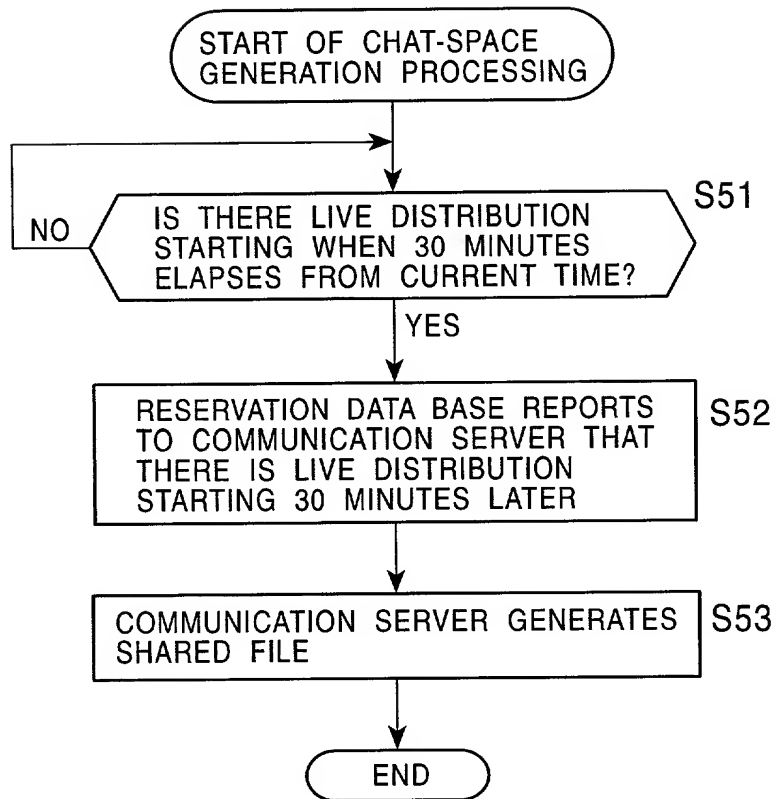 START OF CHAT-SPACE
GENERATION PROCESSING
S51
IS THERE LIVE DISTRIBUTION
STARTING WHEN 30 MINUTES
ELAPSES FROM CURRENT TIME?
NO
YES
S52
RESERVATION DATA BASE REPORTS
TO COMMUNICATION SERVER THAT
THERE IS LIVE DISTRIBUTION
STARTING 30 MINUTES LATER
S53
COMMUNICATION SERVER GENERATES
SHARED FILE
END